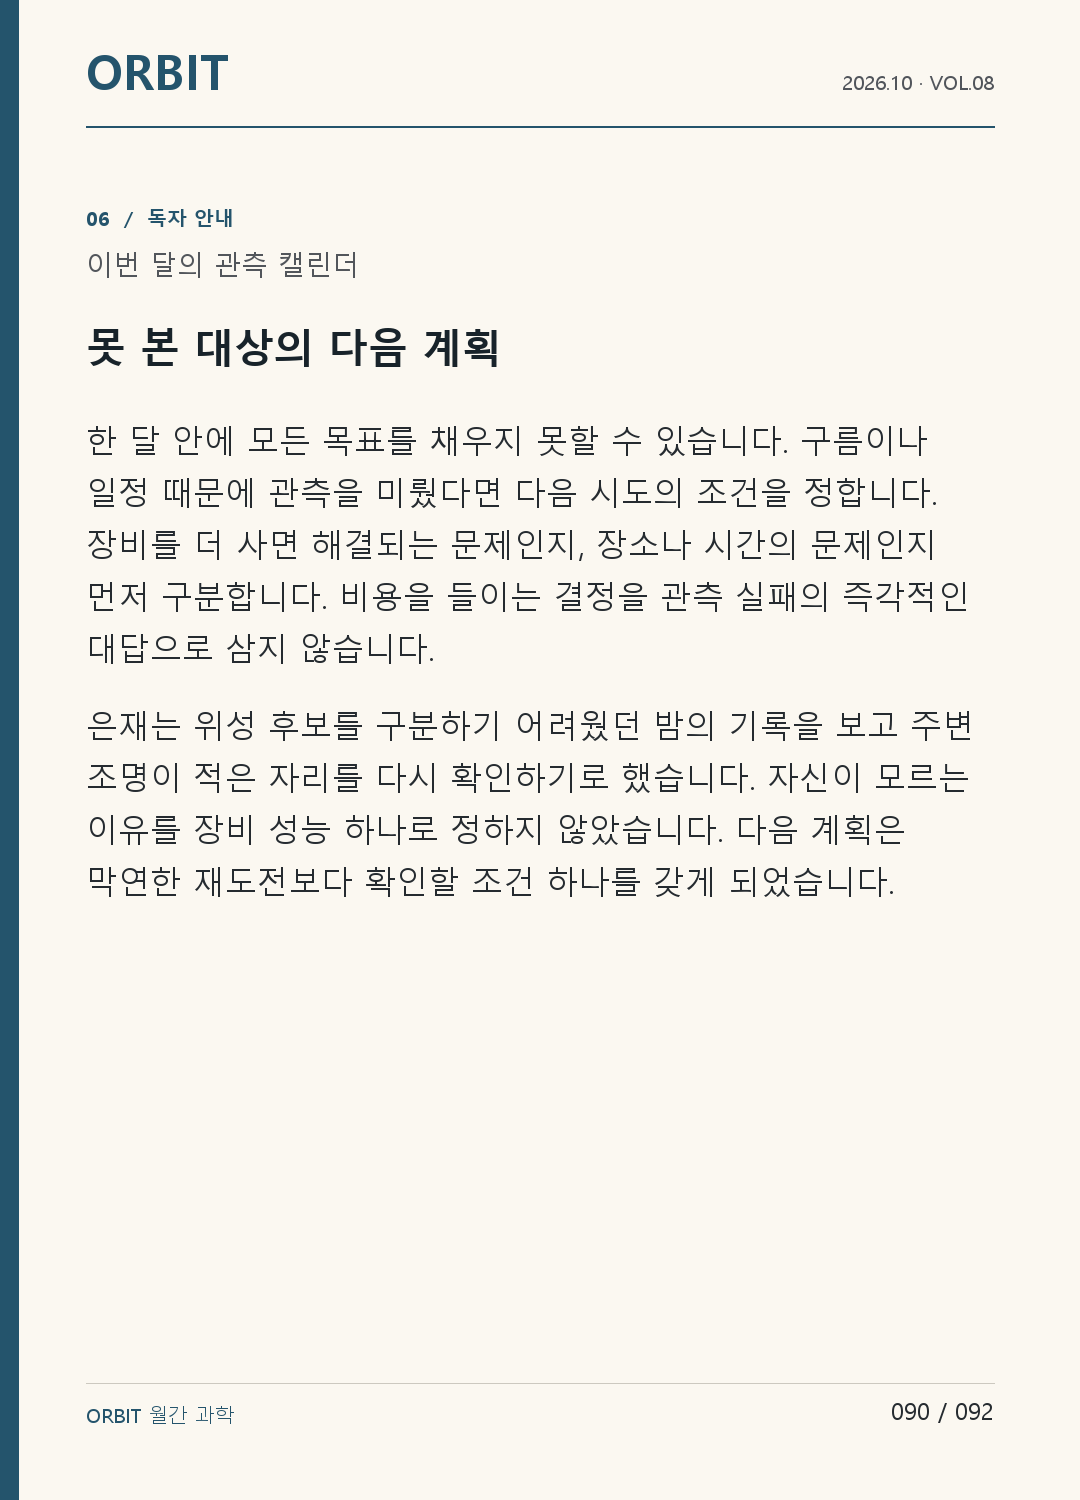 ORBIT
2026.10 · VOL.08
06 / 독자 안내
이번 달의 관측 캘린더
못 본 대상의 다음 계획
한 달 안에 모든 목표를 채우지 못할 수 있습니다. 구름이나
일정 때문에 관측을 미뤘다면 다음 시도의 조건을 정합니다.
장비를 더 사면 해결되는 문제인지, 장소나 시간의 문제인지
먼저 구분합니다. 비용을 들이는 결정을 관측 실패의 즉각적인
대답으로 삼지 않습니다.
은재는 위성 후보를 구분하기 어려웠던 밤의 기록을 보고 주변
조명이 적은 자리를 다시 확인하기로 했습니다. 자신이 모르는
이유를 장비 성능 하나로 정하지 않았습니다. 다음 계획은
막연한 재도전보다 확인할 조건 하나를 갖게 되었습니다.
ORBIT 월간 과학
090 / 092